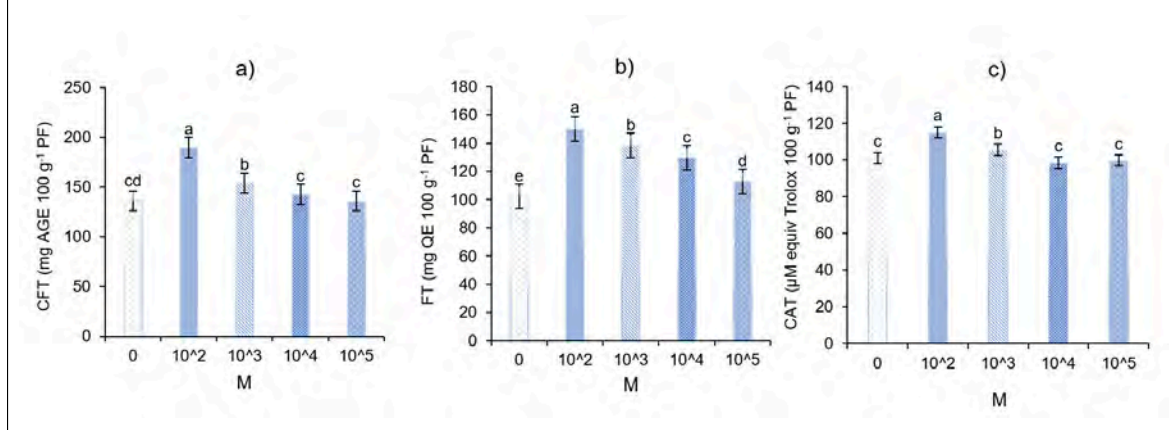 a)
CFT (mg AGE 100 g⁻¹ PF)
250
200
150
100
50
0
cd
a
b
c
c
0 10^2 10^3 10^4 10^5
M
b)
FT (mg QE 100 g⁻¹ PF)
180
160
140
120
100
80
60
40
20
0
e
a
b
c
d
0 10^2 10^3 10^4 10^5
M
c)
CAT (µM equiv Trolox 100 g⁻¹ PF)
140
120
100
80
60
40
20
0
c
a
b
c
c
0 10^2 10^3 10^4 10^5
M